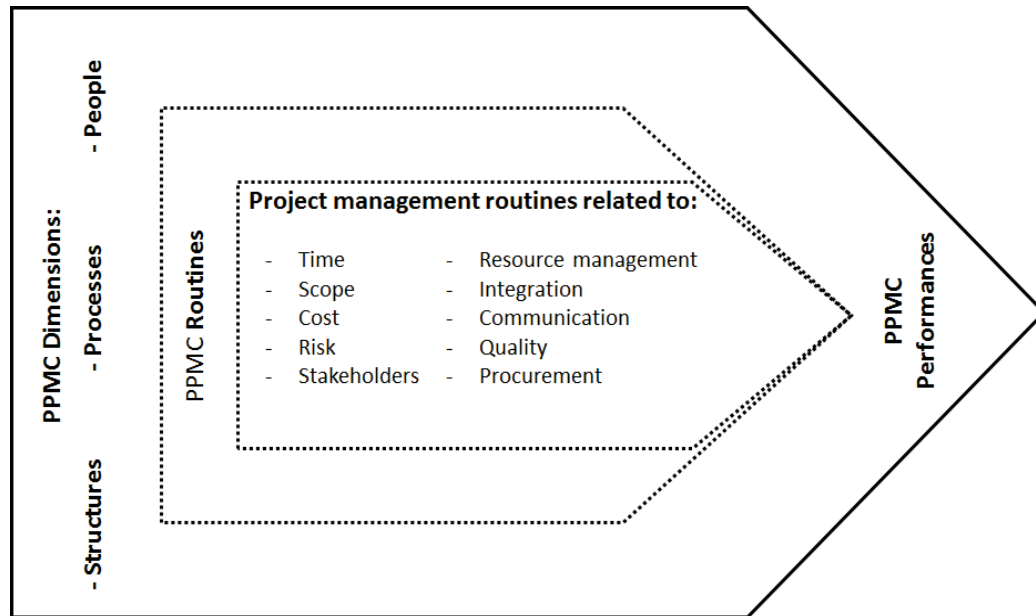 PPMC Dimensions:
- People
- Processes
- Structures
PPMC Routines
Project management routines related to:
- Time
- Scope
- Cost
- Risk
- Stakeholders
- Resource management
- Integration
- Communication
- Quality
- Procurement
PPMC
Performances